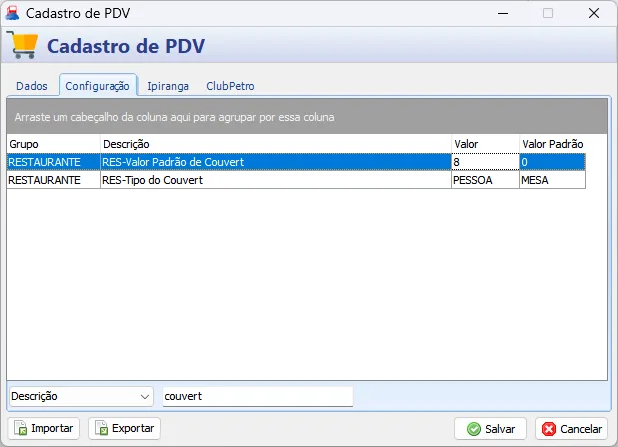 Cadastro de PDV
Cadastro de PDV
Dados Configuração Ipiranga ClubPetro
Arraste um cabeçalho da coluna aqui para agrupar por essa coluna
Grupo Descrição Valor Valor Padrão
RESTAURANTE RES-Valor Padrão de Couvert 8 0
RESTAURANTE RES-Tipo do Couvert PESSOA MESA
Descrição couvert
Importar Exportar Salvar Cancelar